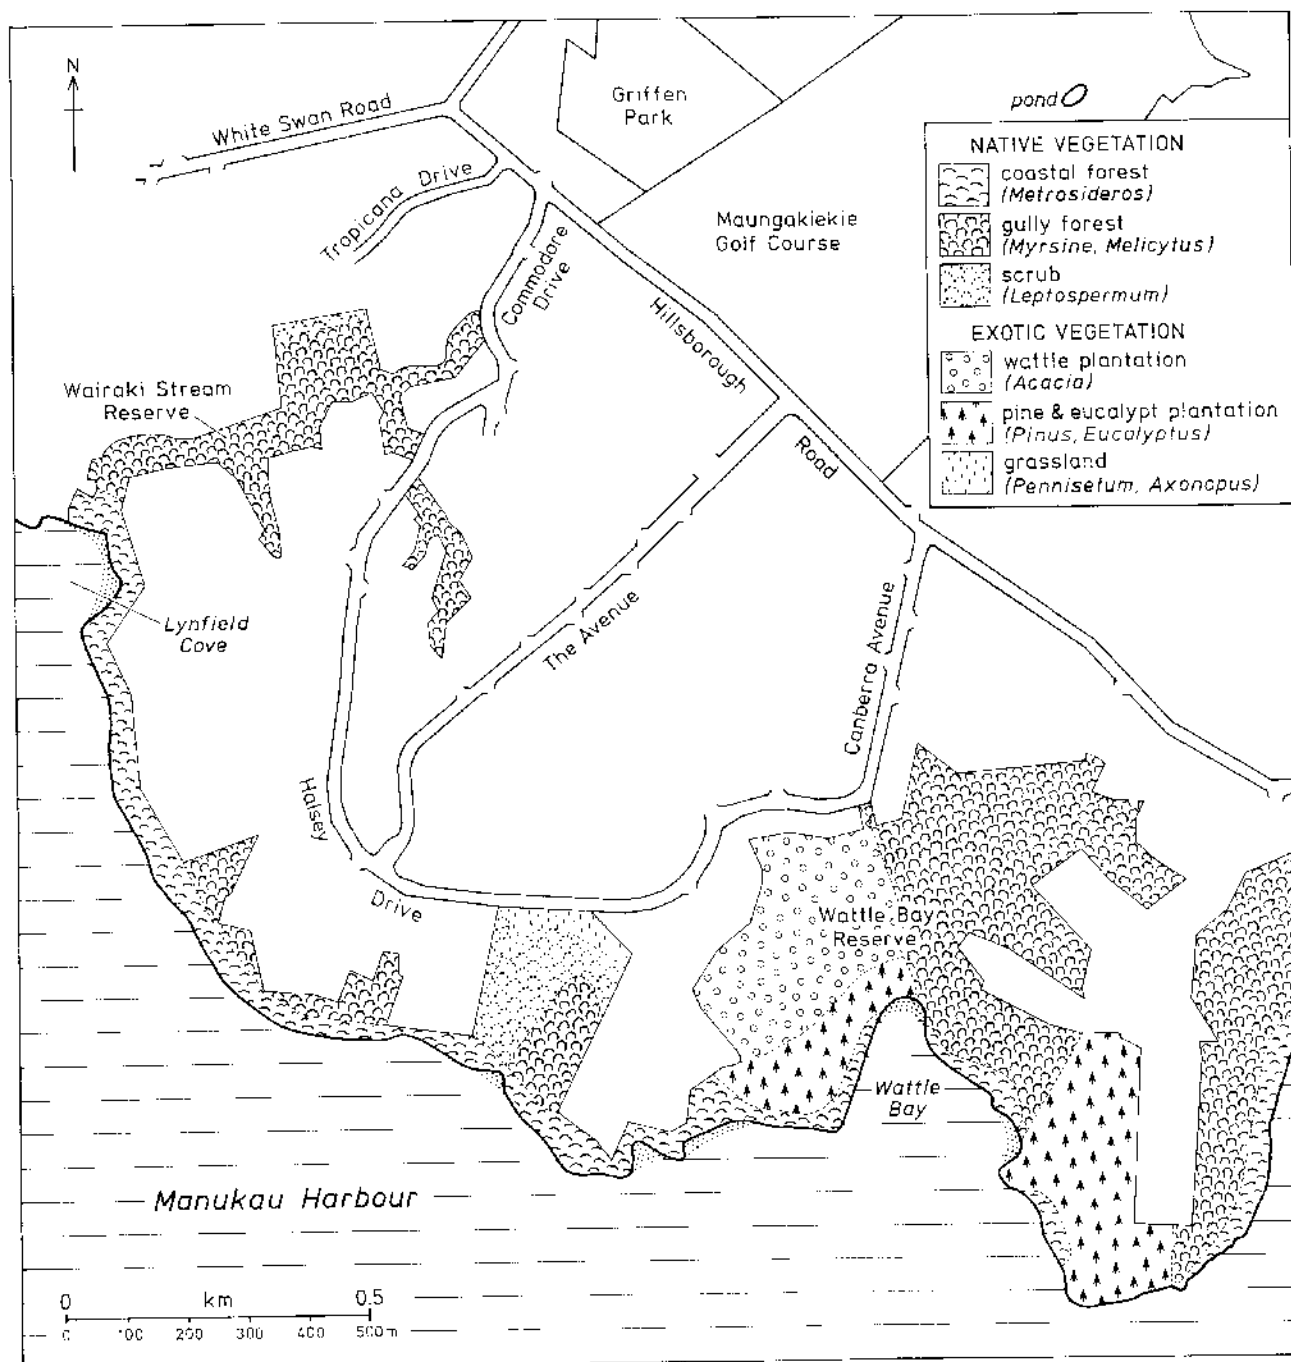 N
White Swan Road
Griffen
Park
pond
Tropicana Drive
Commodore
Drive
Maungakiekie
Golf Course
Hillsborough
Road
NATIVE VEGETATION
coastal forest
(Metrosideros)
gully forest
(Myrsine, Melicytus)
scrub
(Leptospermum)
EXOTIC VEGETATION
wattle plantation
(Acacia)
pine & eucalypt plantation
(Pinus, Eucalyptus)
grassland
(Pennisetum, Axonopus)
Wairaki Stream
Reserve
Lynfield
Cove
The Avenue
Canberra Avenue
Halsey
Drive
Wattle Bay
Reserve
Wattle
Bay
Manukau Harbour
0 km 0.5
0 100 200 300 400 500m